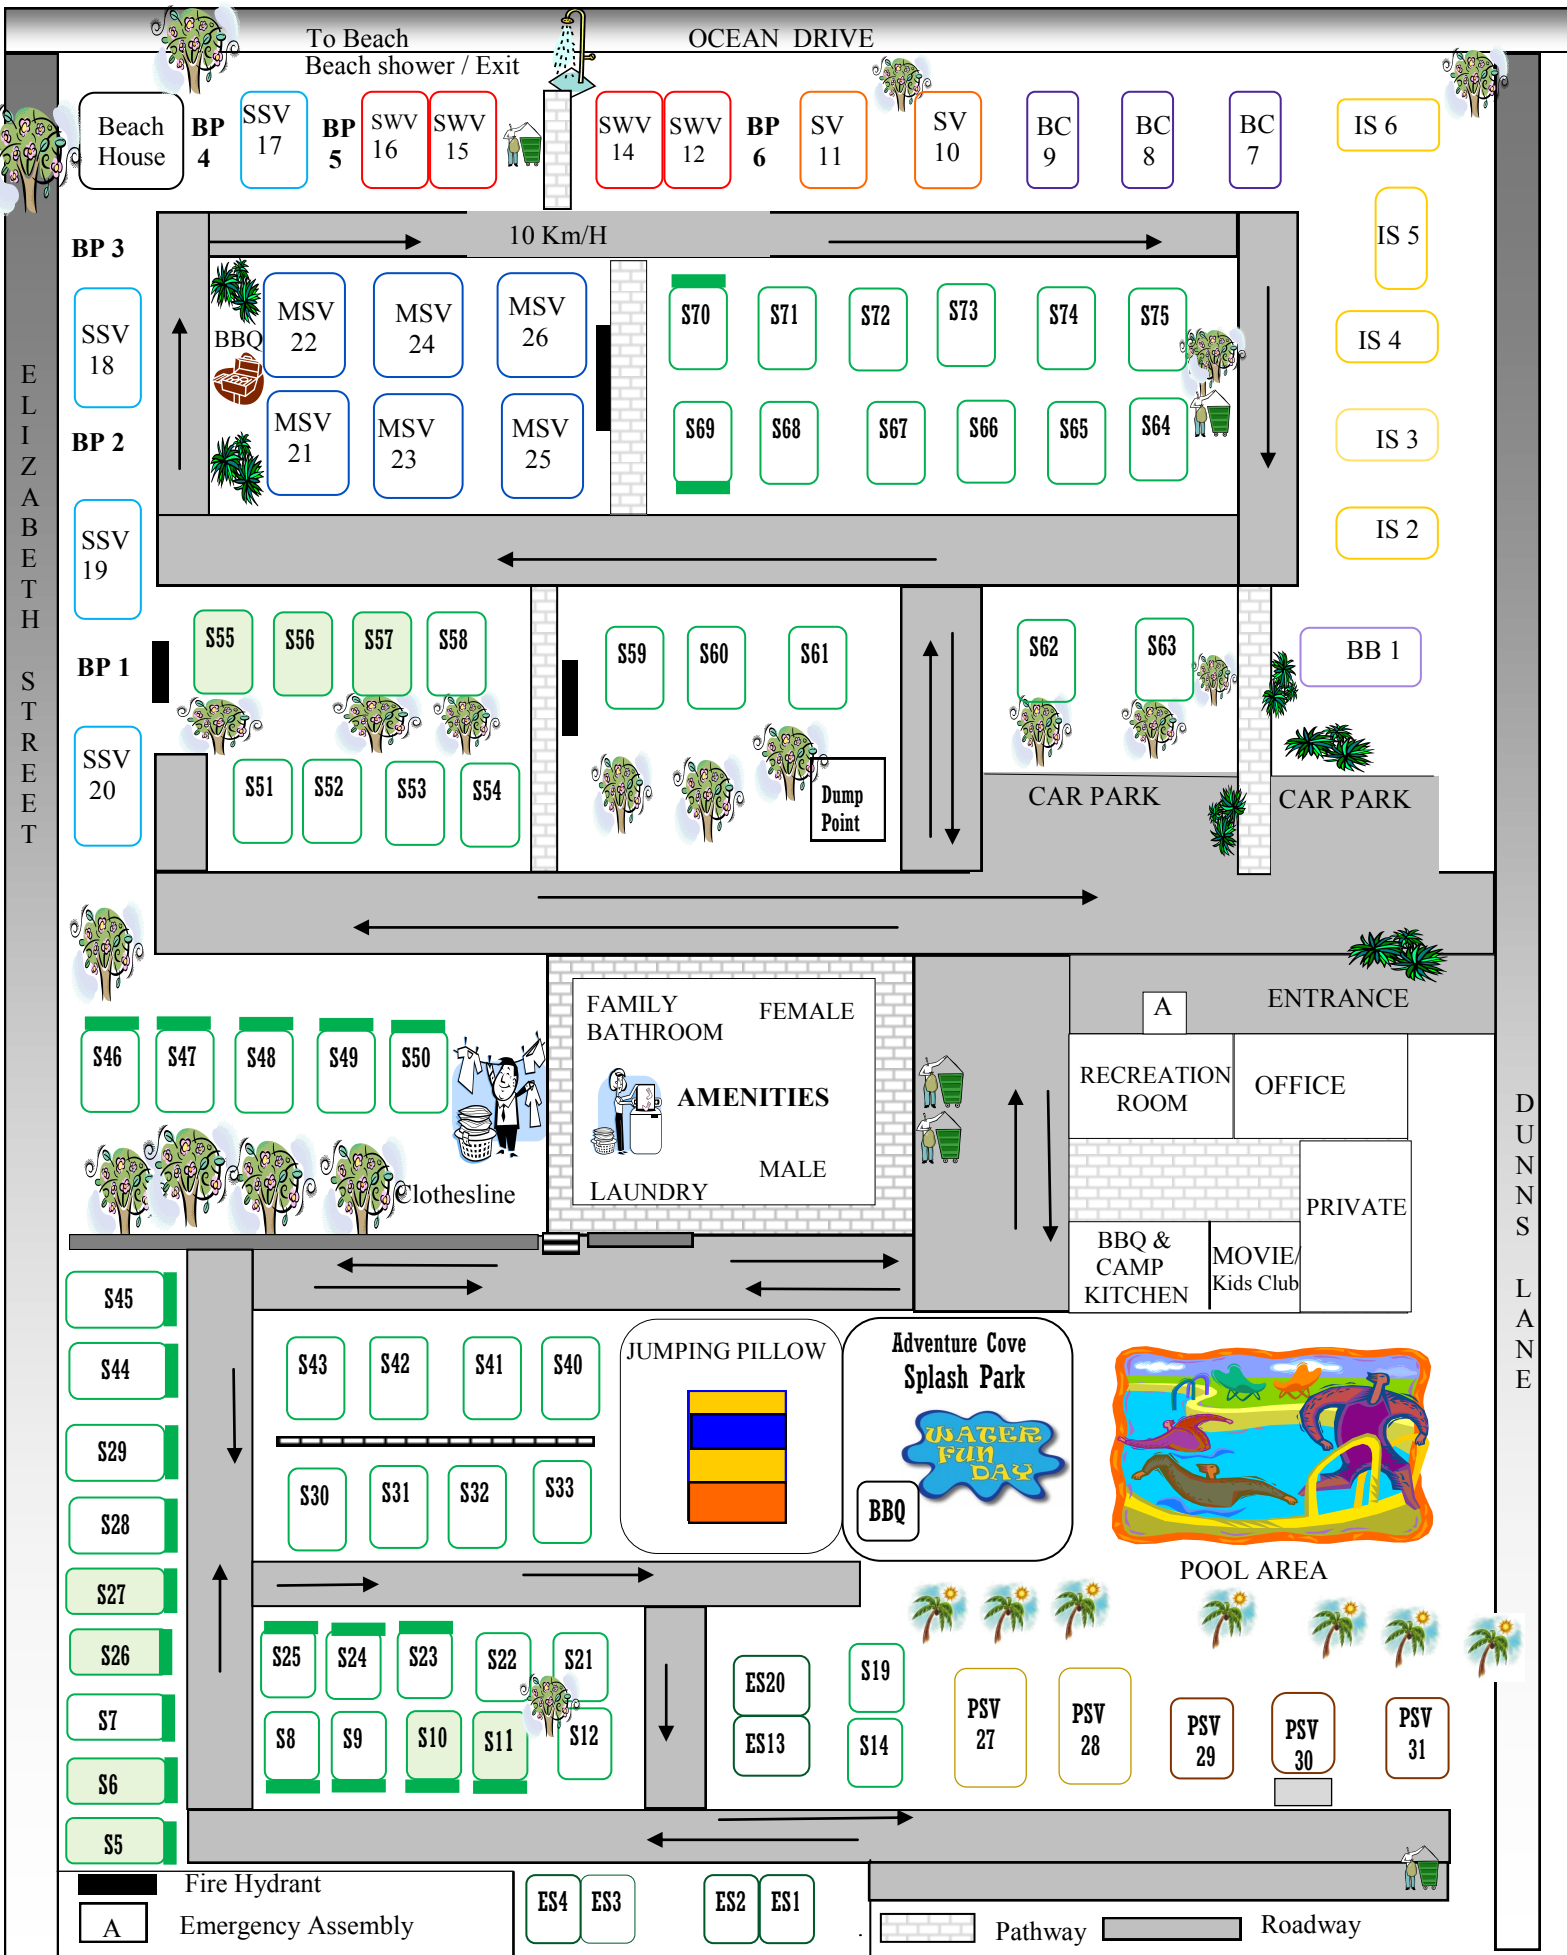 To Beach
OCEAN DRIVE
Beach shower / Exit
Beach
House
BP
4
SSV
17
BP
5
SWV
16
SWV
15
SWV
14
SWV
12
BP
6
SV
11
SV
10
BC
9
BC
8
BC
7
IS 6
IS 5
IS 4
IS 3
IS 2
BP 3
10 Km/H
SSV
18
BBQ
MSV
22
MSV
24
MSV
26
S70
S71
S72
S73
S74
S75
BP 2
MSV
21
MSV
23
MSV
25
S69
S68
S67
S66
S65
S64
SSV
19
ELIZABETH STREET
BP 1
S55
S56
S57
S58
S59
S60
S61
S62
S63
BB 1
SSV
20
S51
S52
S53
S54
Dump
Point
CAR PARK
CAR PARK
ENTRANCE
A
FAMILY
BATHROOM
FEMALE
AMENITIES
MALE
LAUNDRY
S46
S47
S48
S49
S50
Clothesline
RECREATION
ROOM
OFFICE
PRIVATE
BBQ &
CAMP
KITCHEN
MOVIE/
Kids Club
DUNNS LANE
S45
S44
S29
S28
S27
S26
S7
S6
S5
S43
S42
S41
S40
S30
S31
S32
S33
JUMPING PILLOW
Adventure Cove
Splash Park
WATER
FUN
DAY
BBQ
POOL AREA
S25
S24
S23
S22
S21
S8
S9
S10
S11
S12
ES20
ES13
S19
S14
PSV
27
PSV
28
PSV
29
PSV
30
PSV
31
Fire Hydrant
A
Emergency Assembly
ES4
ES3
ES2
ES1
.
Pathway
Roadway